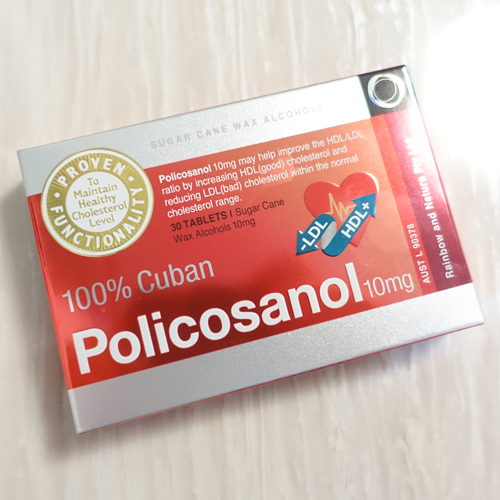 SUGAR CANE WAX ALCOHOLS
PROVEN FUNCTIONALITY
To
Maintain
Healthy
Cholesterol
Level
Policosanol 10mg may help improve the HDL/LDL
ratio by increasing HDL(good) cholesterol and
reducing LDL(bad) cholesterol within the normal
cholesterol range.
30 TABLETS | Sugar Cane
Wax Alcohols 10mg
-LDL
HDL+
100% Cuban
Policosanol 10mg
AUST L 90378
Rainbow and Nature